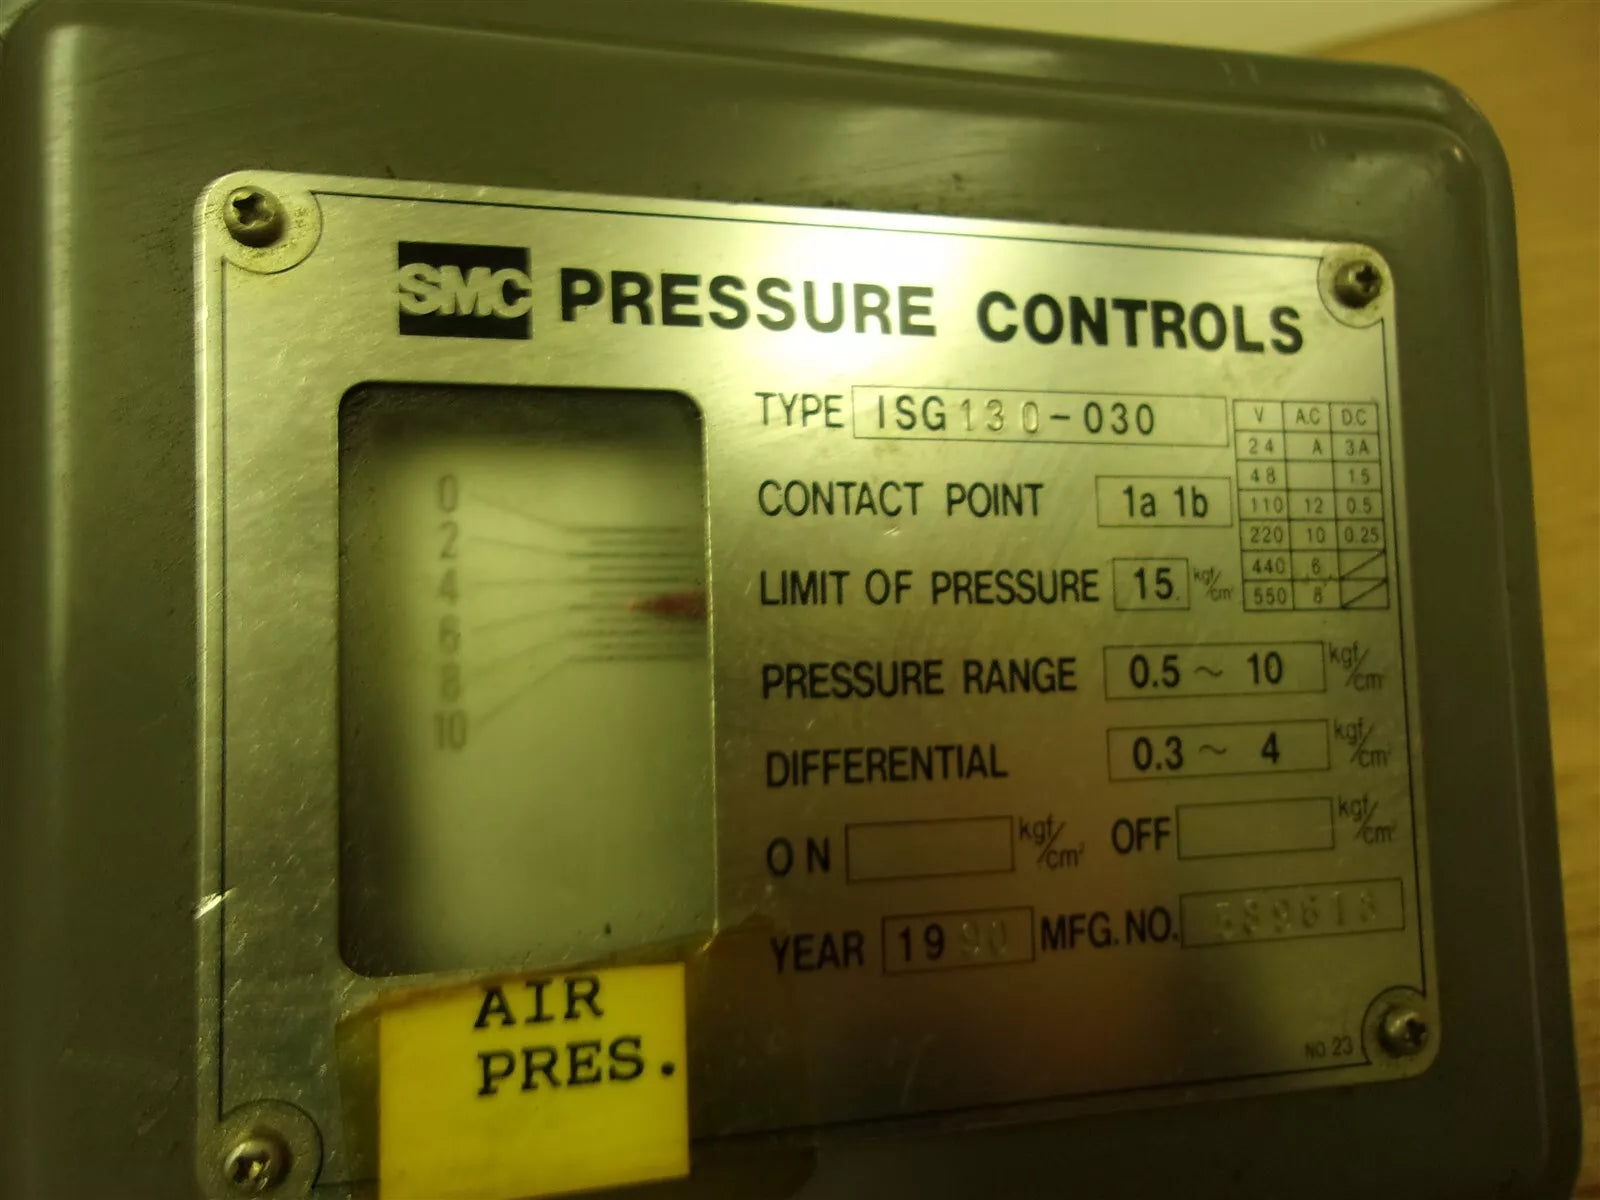 SMC PRESSURE CONTROLS
TYPE ISG130-030
V A.C D.C
24 A 3A
48 1.5
110 12 0.5
220 10 0.25
440 6
550 8
CONTACT POINT 1a 1b
LIMIT OF PRESSURE 15 kgf/cm²
PRESSURE RANGE 0.5 ~ 10 kgf/cm²
DIFFERENTIAL 0.3 ~ 4 kgf/cm²
ON kgf/cm² OFF kgf/cm²
YEAR 1990 MFG.NO.
NO 23
0
2
4
6
8
10
AIR
PRES.